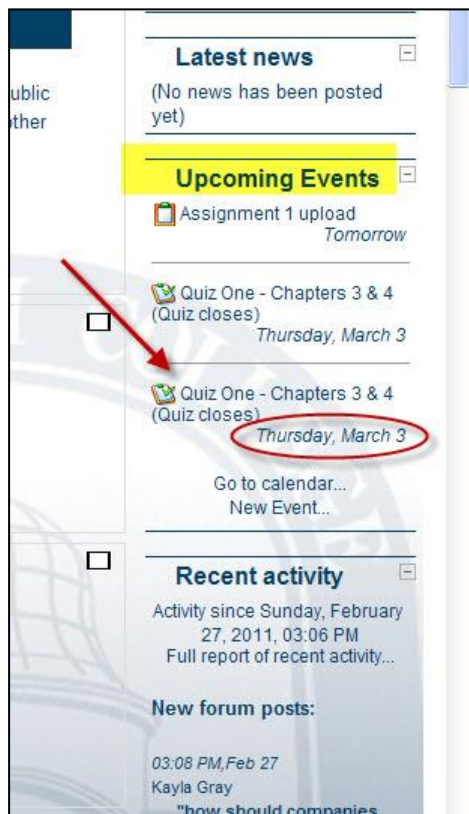 ublic
other
Latest news
(No news has been posted
yet)
Upcoming Events
Assignment 1 upload
Tomorrow
Quiz One - Chapters 3 & 4
(Quiz closes)
Thursday, March 3
Quiz One - Chapters 3 & 4
(Quiz closes)
Thursday, March 3
Go to calendar...
New Event...
Recent activity
Activity since Sunday, February
27, 2011, 03:06 PM
Full report of recent activity...
New forum posts:
03:08 PM,Feb 27
Kayla Gray
"how should companies